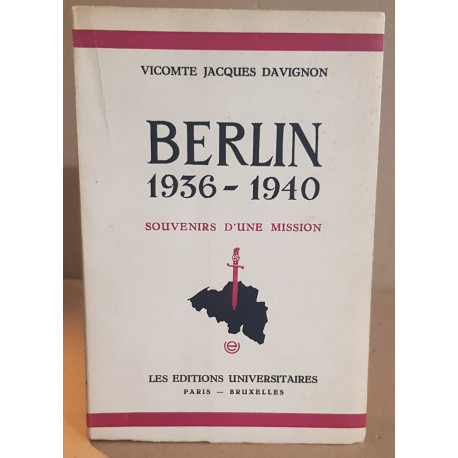 VICOMTE JACQUES DAVIGNON
BERLIN
1936 - 1940
SOUVENIRS D'UNE MISSION
e
LES EDITIONS UNIVERSITAIRES
PARIS — BRUXELLES